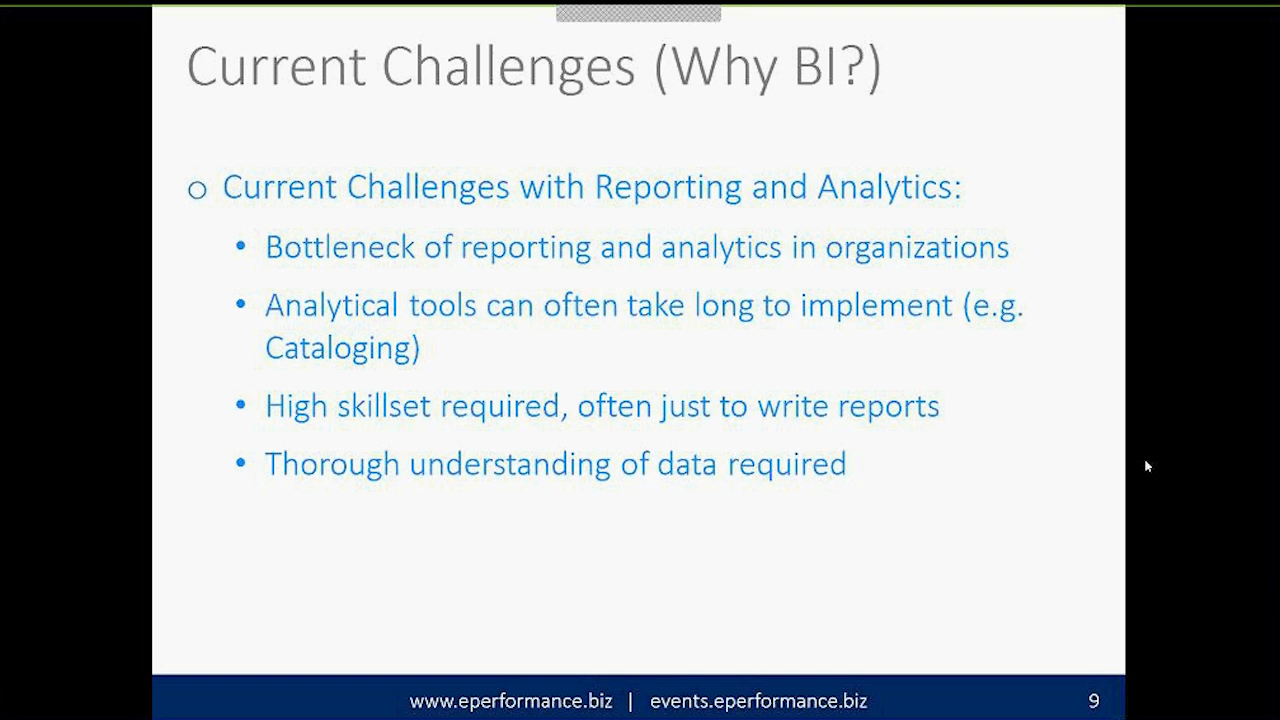 Current Challenges (Why BI?)
o Current Challenges with Reporting and Analytics:
• Bottleneck of reporting and analytics in organizations
• Analytical tools can often take long to implement (e.g.
Cataloging)
• High skillset required, often just to write reports
• Thorough understanding of data required
www.eperformance.biz | events.eperformance.biz 9